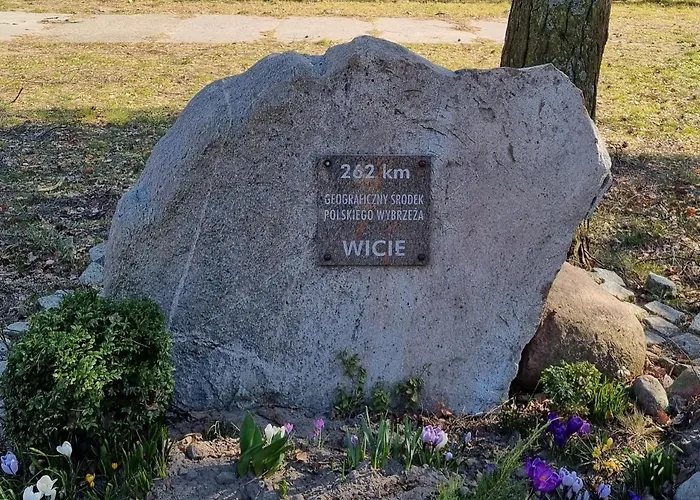 262 km
GEOGRAFICZNY ŚRODEK
POLSKIEGO WYBRZEŻA
WICIE